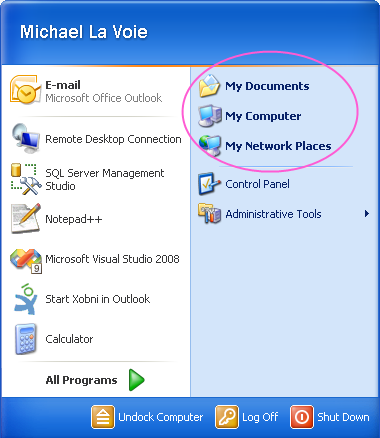 Michael La Voie
E-mail
Microsoft Office Outlook
Remote Desktop Connection
SQL Server Management
Studio
Notepad++
Microsoft Visual Studio 2008
9
Start Xobni in Outlook
Calculator
All Programs
My Documents
My Computer
My Network Places
Control Panel
Administrative Tools
Undock Computer
Log Off
Shut Down